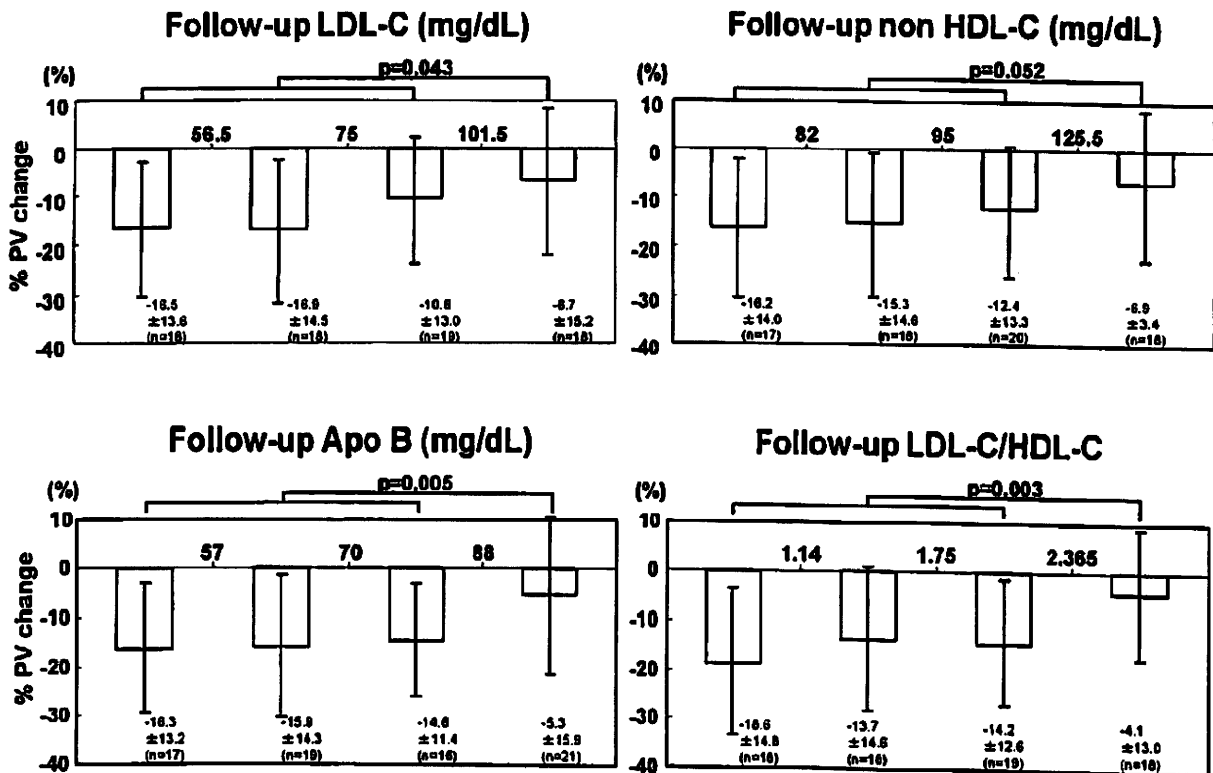 Follow-up LDL-C (mg/dL)
p=0.043
(%)
10
0
-10
-20
-30
-40
% PV change
56.5 75 101.5
-16.5 -16.9 -10.6 -6.7
±13.6 ±14.5 ±13.0 ±15.2
(n=18) (n=18) (n=19) (n=18)
Follow-up non HDL-C (mg/dL)
p=0.052
(%)
10
0
-10
-20
-30
-40
82 95 125.5
-16.2 -15.3 -12.4 -6.9
±14.0 ±14.6 ±13.3 ±3.4
(n=17) (n=18) (n=20) (n=18)
Follow-up Apo B (mg/dL)
p=0.005
(%)
10
0
-10
-20
-30
-40
% PV change
57 70 88
-16.3 -15.9 -14.6 -5.3
±13.2 ±14.3 ±11.4 ±15.9
(n=17) (n=19) (n=16) (n=21)
Follow-up LDL-C/HDL-C
p=0.003
(%)
10
0
-10
-20
-30
-40
1.14 1.75 2.365
-18.6 -13.7 -14.2 -4.1
±14.8 ±14.6 ±12.6 ±13.0
(n=18) (n=18) (n=19) (n=18)